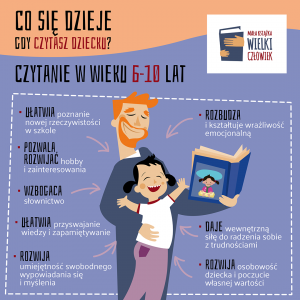 CO SIĘ DZIEJE
GDY CZYTASZ DZIECKU?
MAŁA KSIĄŻKA
WIELKI
CZŁOWIEK
CZYTANIE W WIEKU 6-10 LAT
• UŁATWIA poznanie
nowej rzeczywistości
w szkole
• POZWALA
ROZWIJAĆ hobby
i zainteresowania
• WZBOGACA
słownictwo
• UŁATWIA przyswajanie
wiedzy i zapamiętywanie
• ROZWIJA
umiejętność swobodnego
wypowiadania się
i myślenia
• ROZBUDZA
i kształtuje wrażliwość
emocjonalną
• DAJE wewnętrzną
siłę do radzenia sobie
z trudnościami
• ROZWIJA osobowość
dziecka i poczucie
własnej wartości